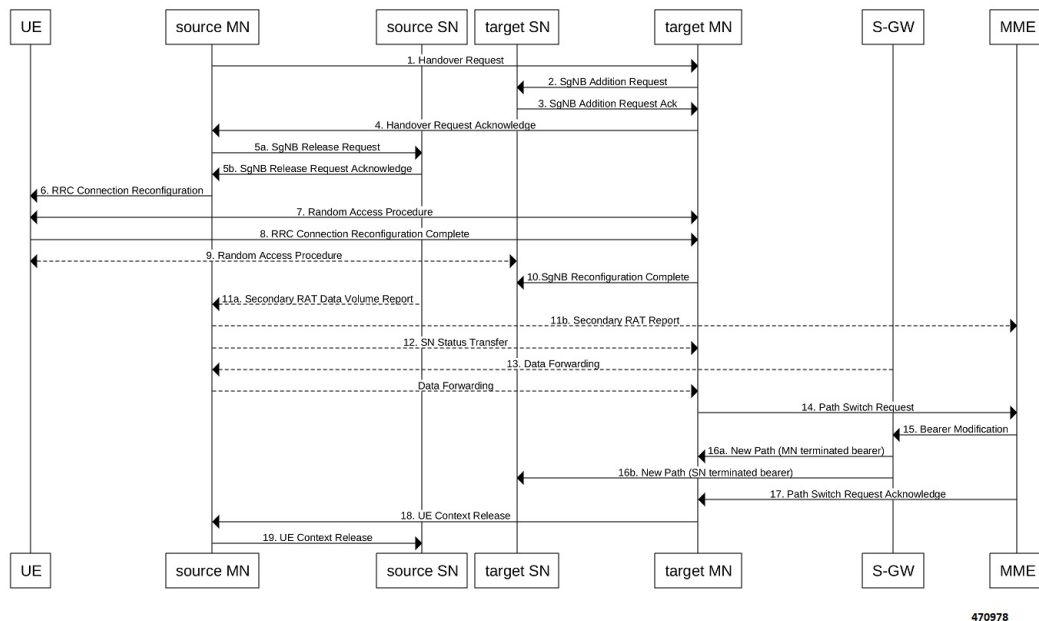 UE source MN source SN target SN target MN S-GW MME
1. Handover Request
2. SgNB Addition Request
3. SgNB Addition Request Ack
4. Handover Request Acknowledge
5a. SgNB Release Request
5b. SgNB Release Request Acknowledge
6. RRC Connection Reconfiguration
7. Random Access Procedure
8. RRC Connection Reconfiguration Complete
9. Random Access Procedure
10.SgNB Reconfiguration Complete
11a. Secondary RAT Data Volume Report
11b. Secondary RAT Report
12. SN Status Transfer
13. Data Forwarding
Data Forwarding
14. Path Switch Request
15. Bearer Modification
16a. New Path (MN terminated bearer)
16b. New Path (SN terminated bearer)
17. Path Switch Request Acknowledge
18. UE Context Release
19. UE Context Release
UE source MN source SN target SN target MN S-GW MME
470978